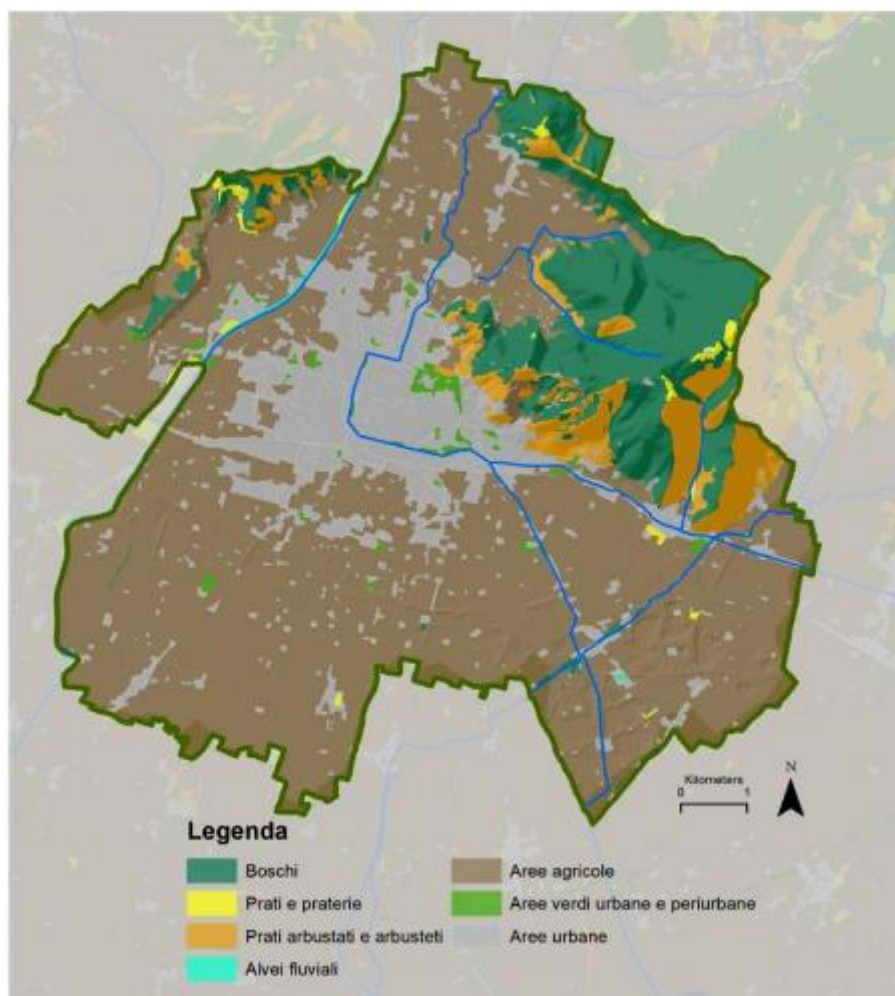 N
Kilometers
0 1
Legenda
Boschi
Prati e praterie
Prati arbustati e arbusteti
Alvei fluviali
Aree agricole
Aree verdi urbane e periurbane
Aree urbane